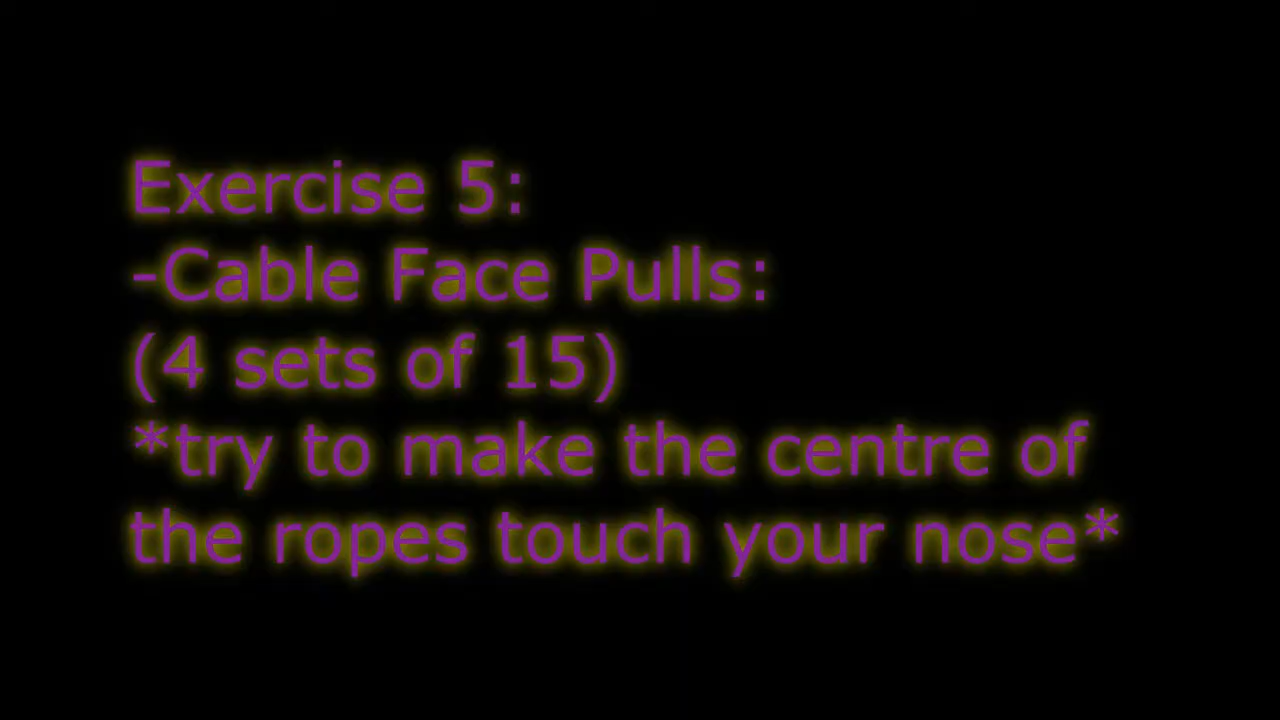 Exercise 5:
-Cable Face Pulls:
(4 sets of 15)
*try to make the centre of
the ropes touch your nose*